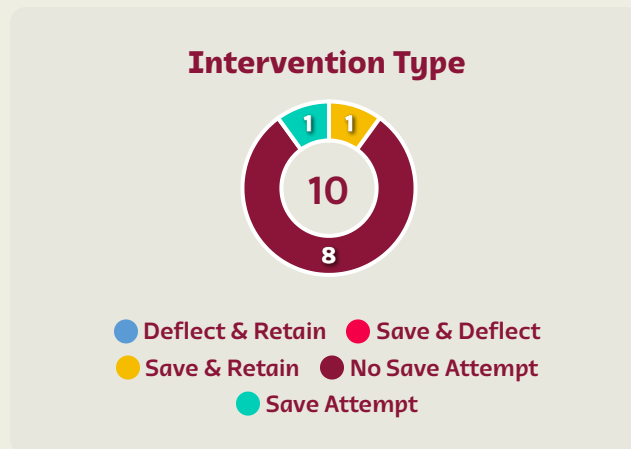 Intervention Type
1 1
10
8
Deflect & Retain Save & Deflect
Save & Retain No Save Attempt
Save Attempt